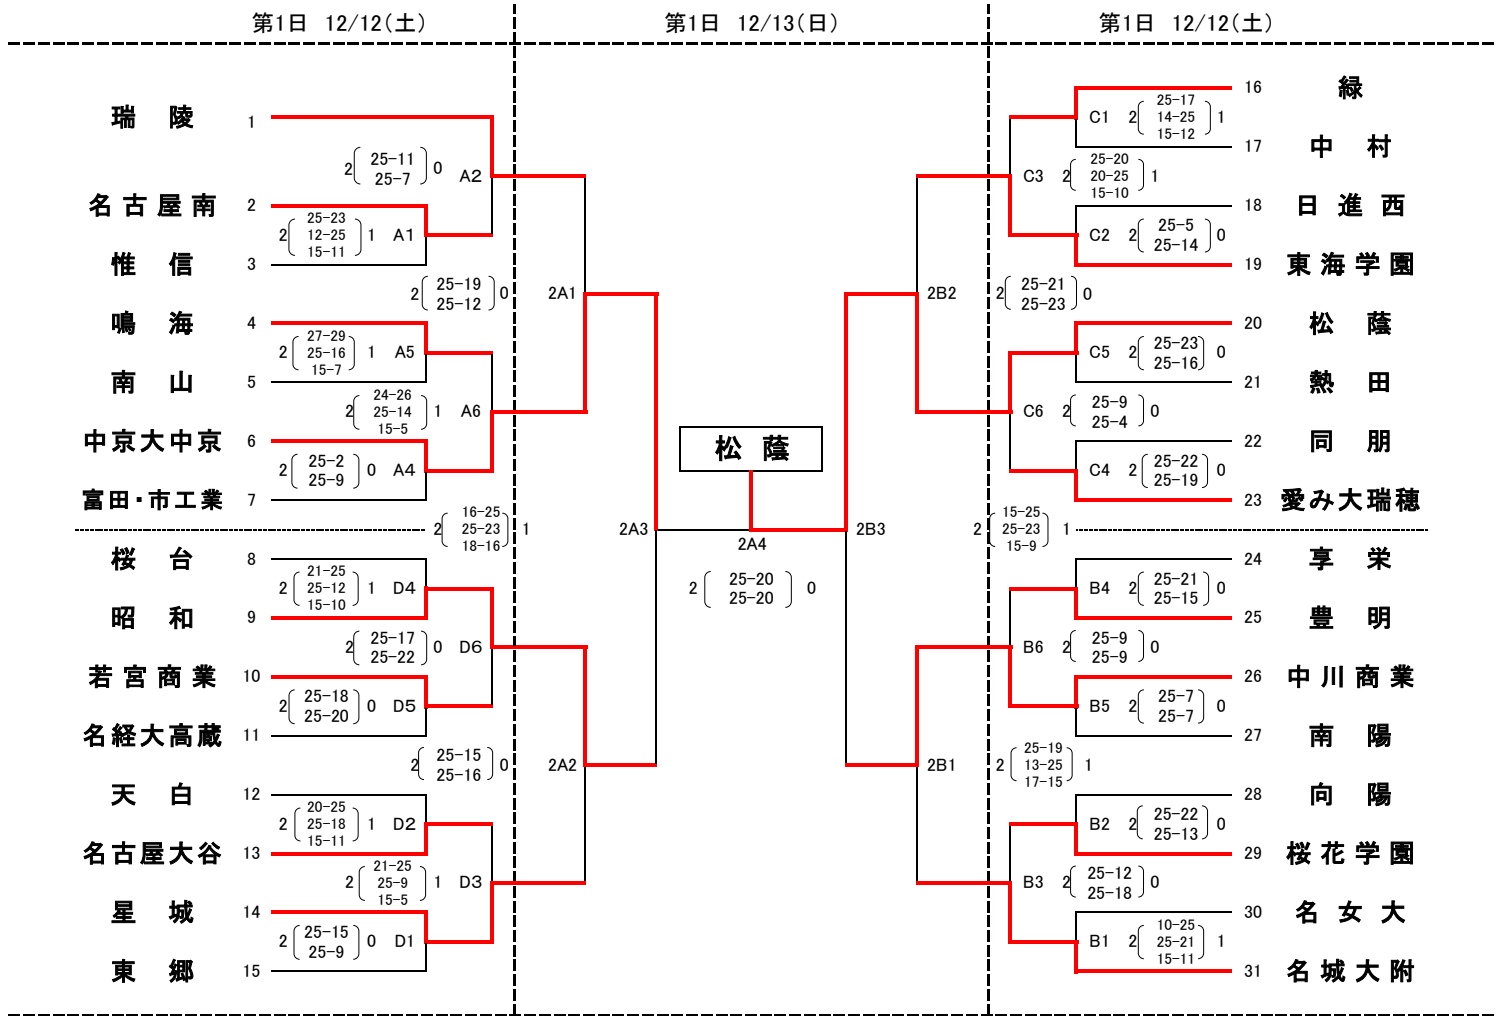 第1日 12/12(土)
第1日 12/13(日)
第1日 12/12(土)
瑞 陵 1
2 25-11 25-7 0 A2
名古屋南 2
2 25-23 12-25 15-11 1 A1
惟 信 3
2 25-19 25-12 0 2A1
鳴 海 4
2 27-29 25-16 15-7 1 A5
南 山 5
2 24-26 25-14 15-5 1 A6
中京大中京 6
2 25-2 25-9 0 A4
富田・市工業 7
2 16-25 25-23 18-16 1 2A3
桜 台 8
2 21-25 25-12 15-10 1 D4
昭 和 9
2 25-17 25-22 0 D6
若宮商業 10
2 25-18 25-20 0 D5
名経大高蔵 11
2 25-15 25-16 0 2A2
天 白 12
2 20-25 25-18 15-11 1 D2
名古屋大谷 13
2 21-25 25-9 15-5 1 D3
星 城 14
2 25-15 25-9 0 D1
東 郷 15
松 蔭
2A4
2 25-20 25-20 0
16 緑
C1 2 25-17 14-25 15-12 1
17 中 村
C3 2 25-20 20-25 15-10 1
18 日進西
C2 2 25-5 25-14 0
19 東海学園
2B2 2 25-21 25-23 0
20 松 蔭
C5 2 25-23 25-16 0
21 熱 田
C6 2 25-9 25-4 0
22 同 朋
C4 2 25-22 25-19 0
23 愛み大瑞穂
2B3 2 15-25 25-23 15-9 1
24 享 栄
B4 2 25-21 25-15 0
25 豊 明
B6 2 25-9 25-9 0
26 中川商業
B5 2 25-7 25-7 0
27 南 陽
2B1 2 25-19 13-25 17-15 1
28 向 陽
B2 2 25-22 25-13 0
29 桜花学園
B3 2 25-12 25-18 0
30 名女大
B1 2 10-25 25-21 15-11 1
31 名城大附